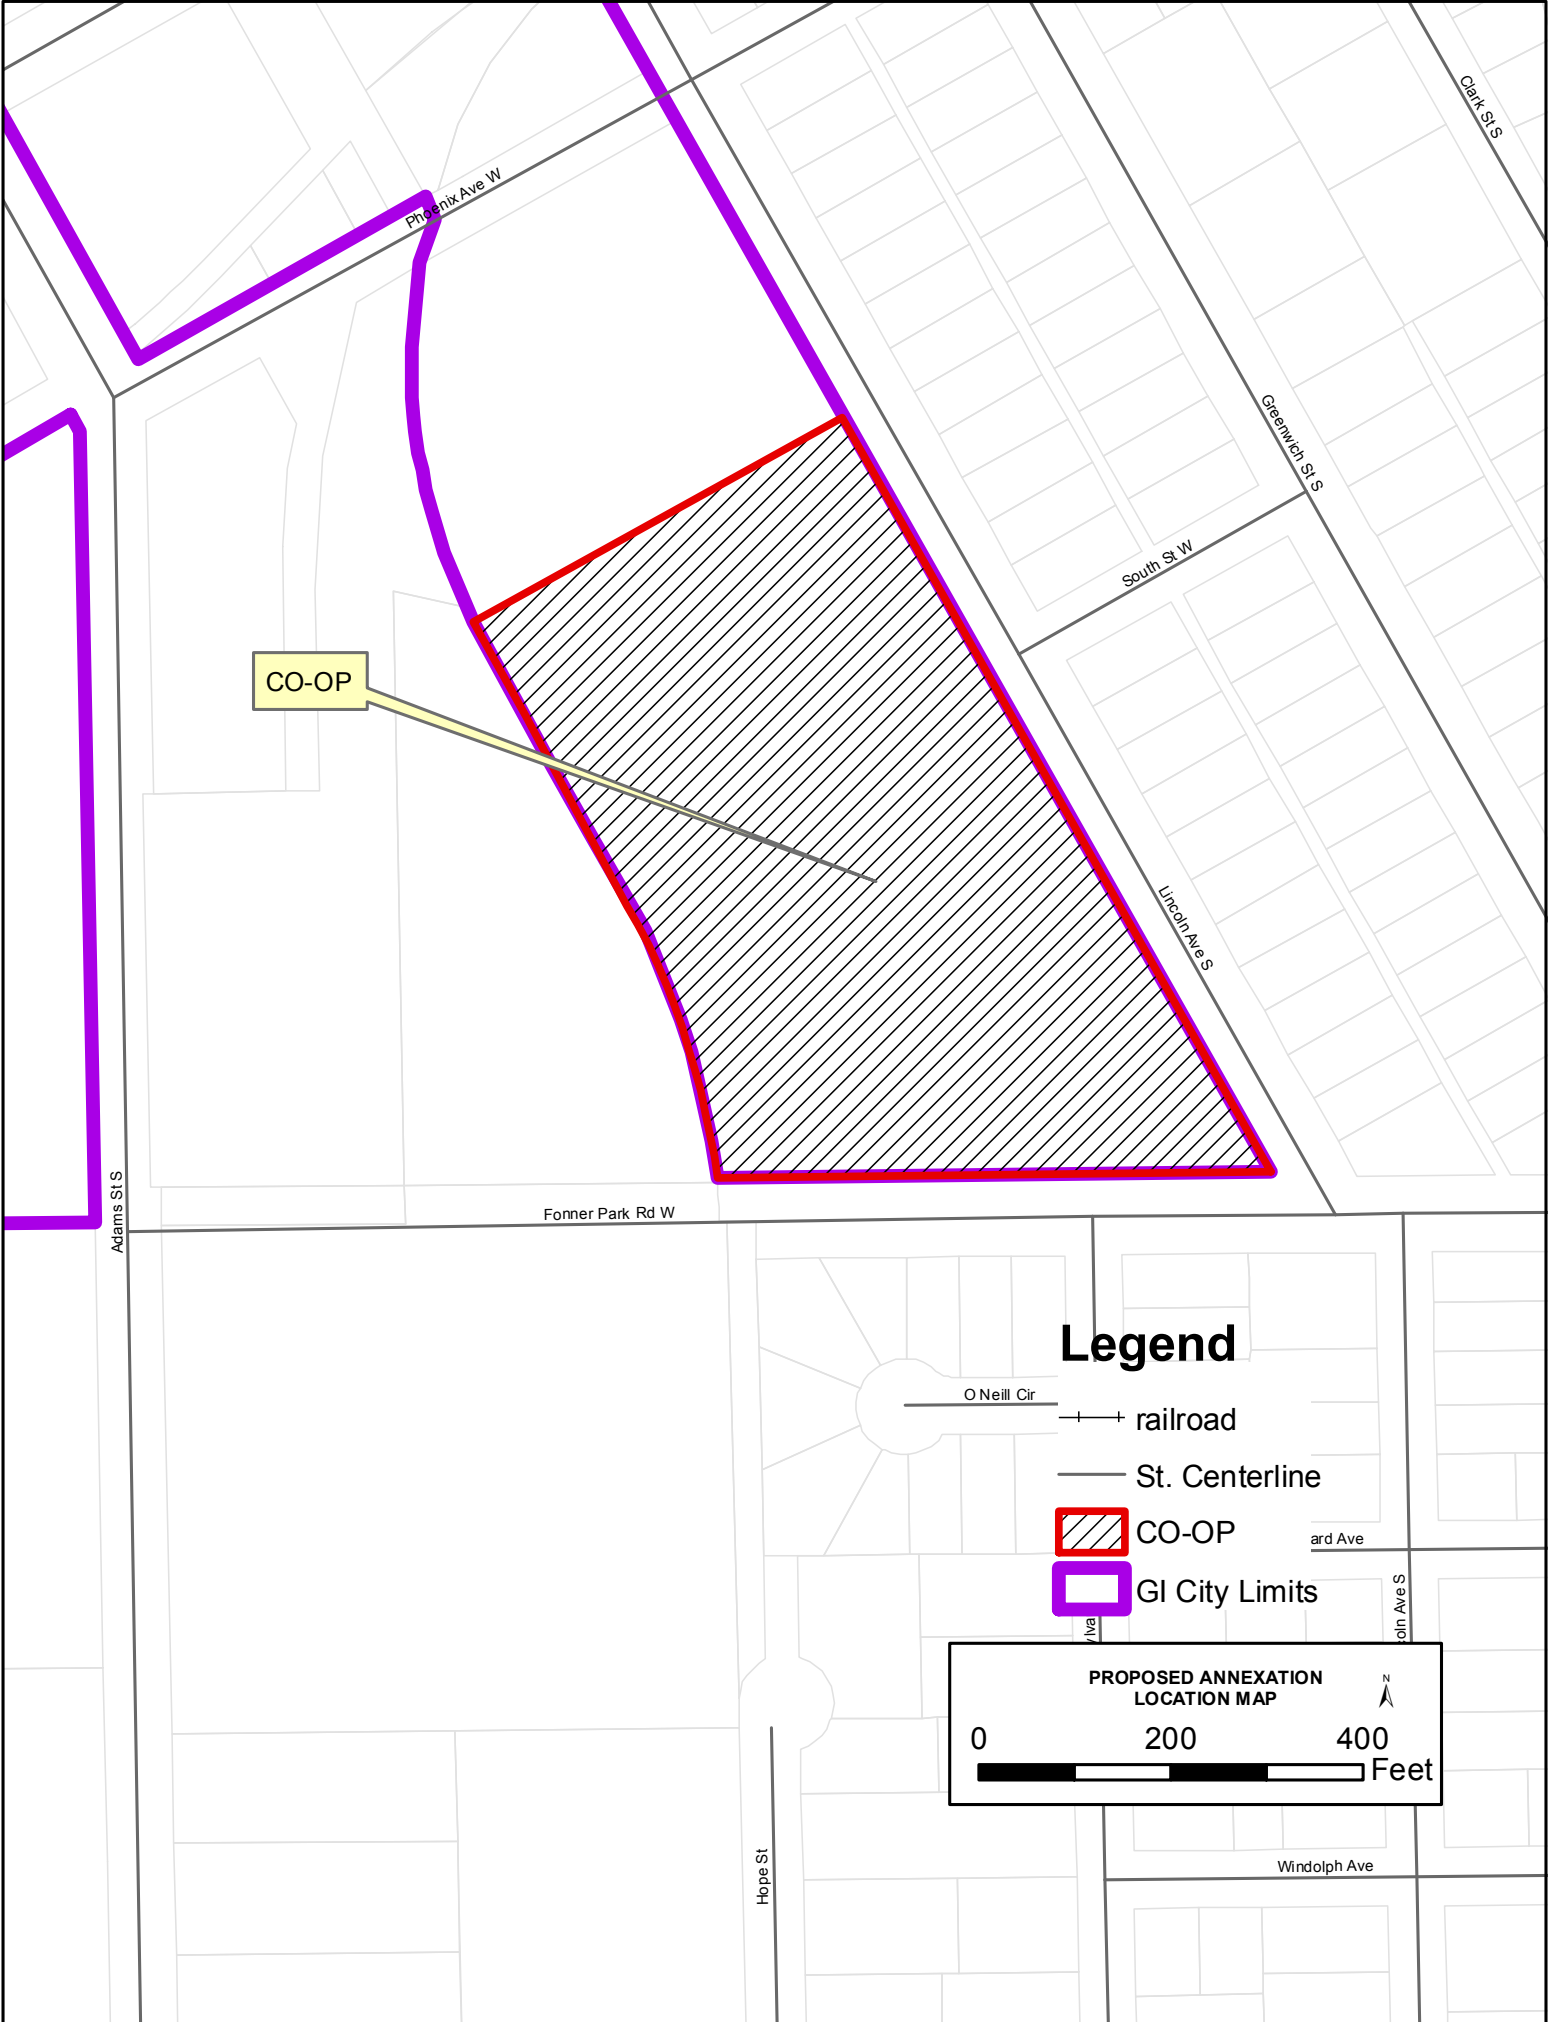 Clark St S
Phoenix Ave W
Greenwich St S
South St W
CO-OP
Lincoln Ave S
Adams St S
Fonner Park Rd W
Legend
O Neill Cir
railroad
St. Centerline
CO-OP
ard Ave
GI City Limits
oln Ave S
PROPOSED ANNEXATION
LOCATION MAP
N
0 200 400
Feet
Hope St
Windolph Ave